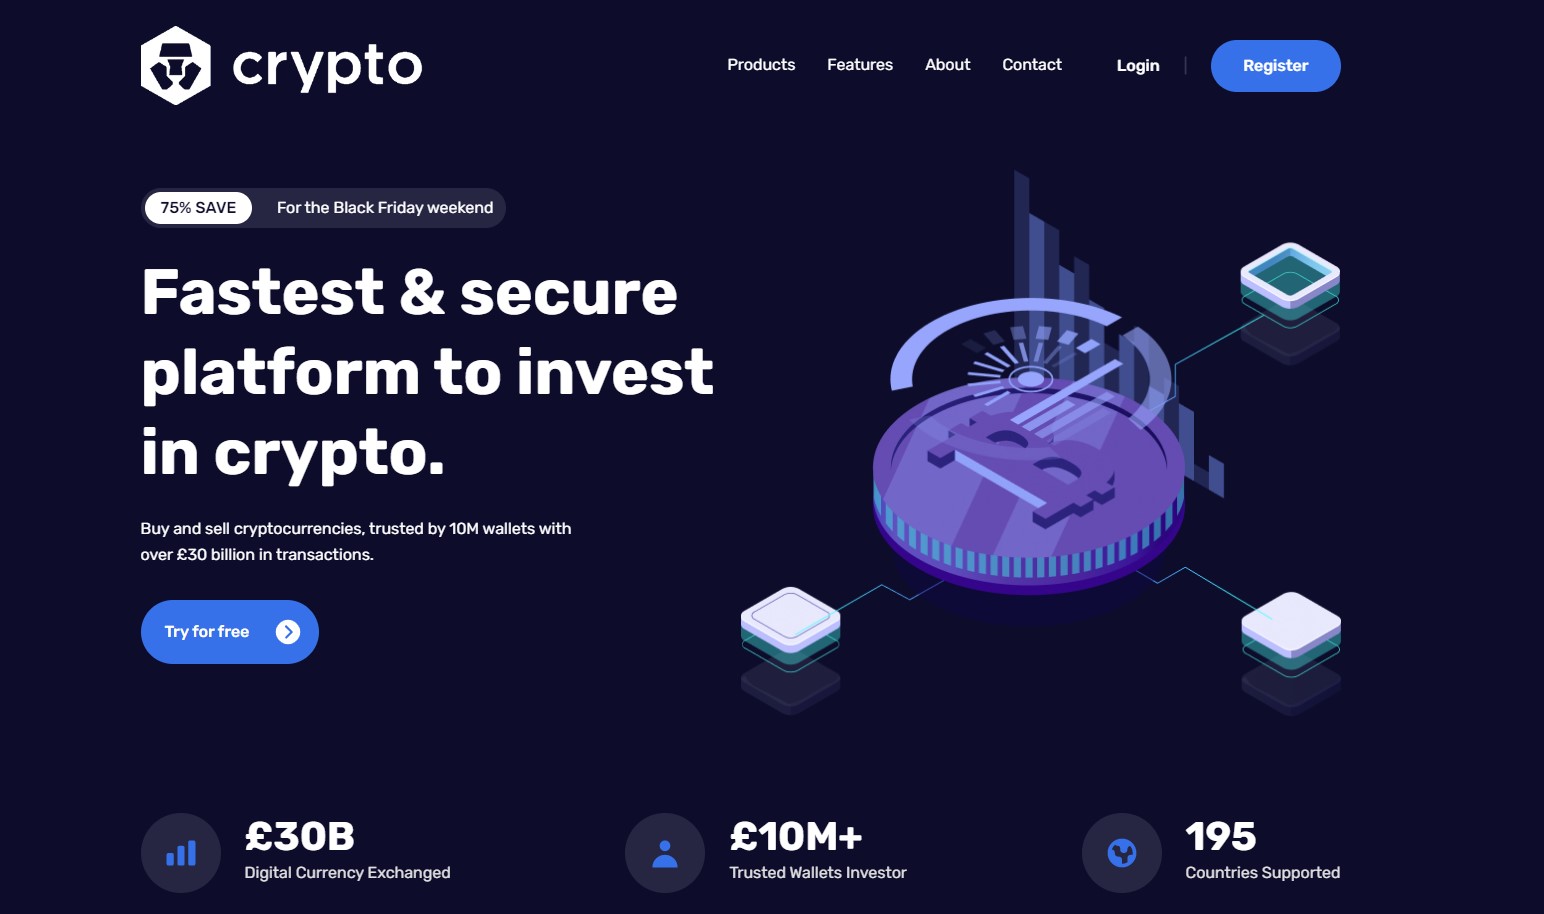 crypto
Products Features About Contact Login Register
75% SAVE For the Black Friday weekend
Fastest & secure
platform to invest
in crypto.
Buy and sell cryptocurrencies, trusted by 10M wallets with
over £30 billion in transactions.
Try for free
£30B
Digital Currency Exchanged
£10M+
Trusted Wallets Investor
195
Countries Supported